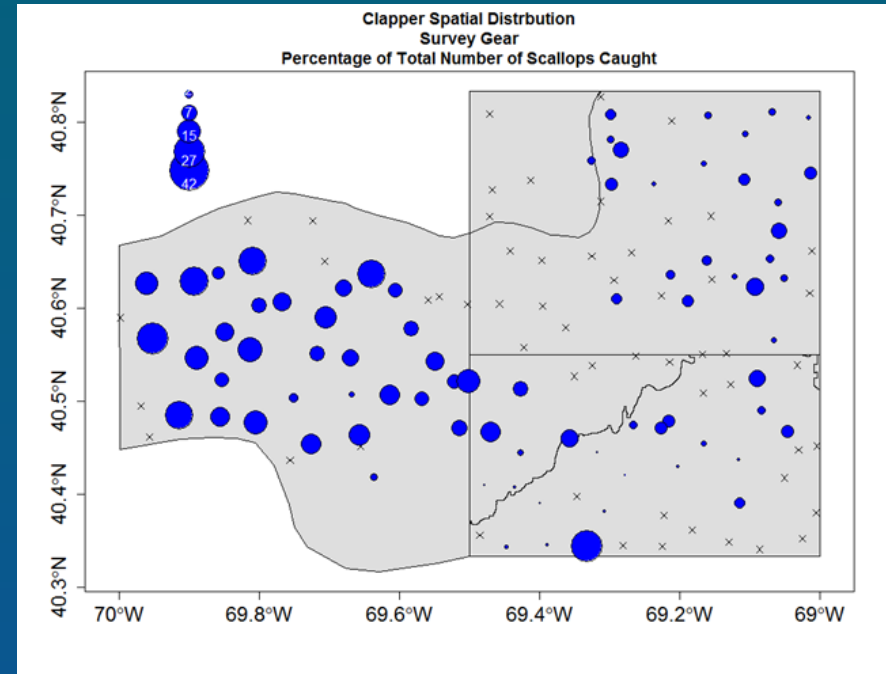 Clapper Spatial Distrbution
Survey Gear
Percentage of Total Number of Scallops Caught
7
15
27
42
40.8°N
40.7°N
40.6°N
40.5°N
40.4°N
40.3°N
70°W
69.8°W
69.6°W
69.4°W
69.2°W
69°W